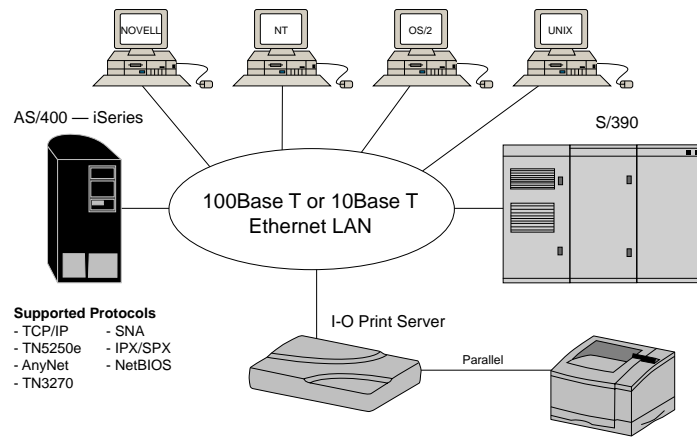 NOVELL
NT
OS/2
UNIX
AS/400 — iSeries
S/390
100Base T or 10Base T
Ethernet LAN
Supported Protocols
- TCP/IP - SNA
- TN5250e - IPX/SPX
- AnyNet - NetBIOS
- TN3270
I-O Print Server
Parallel